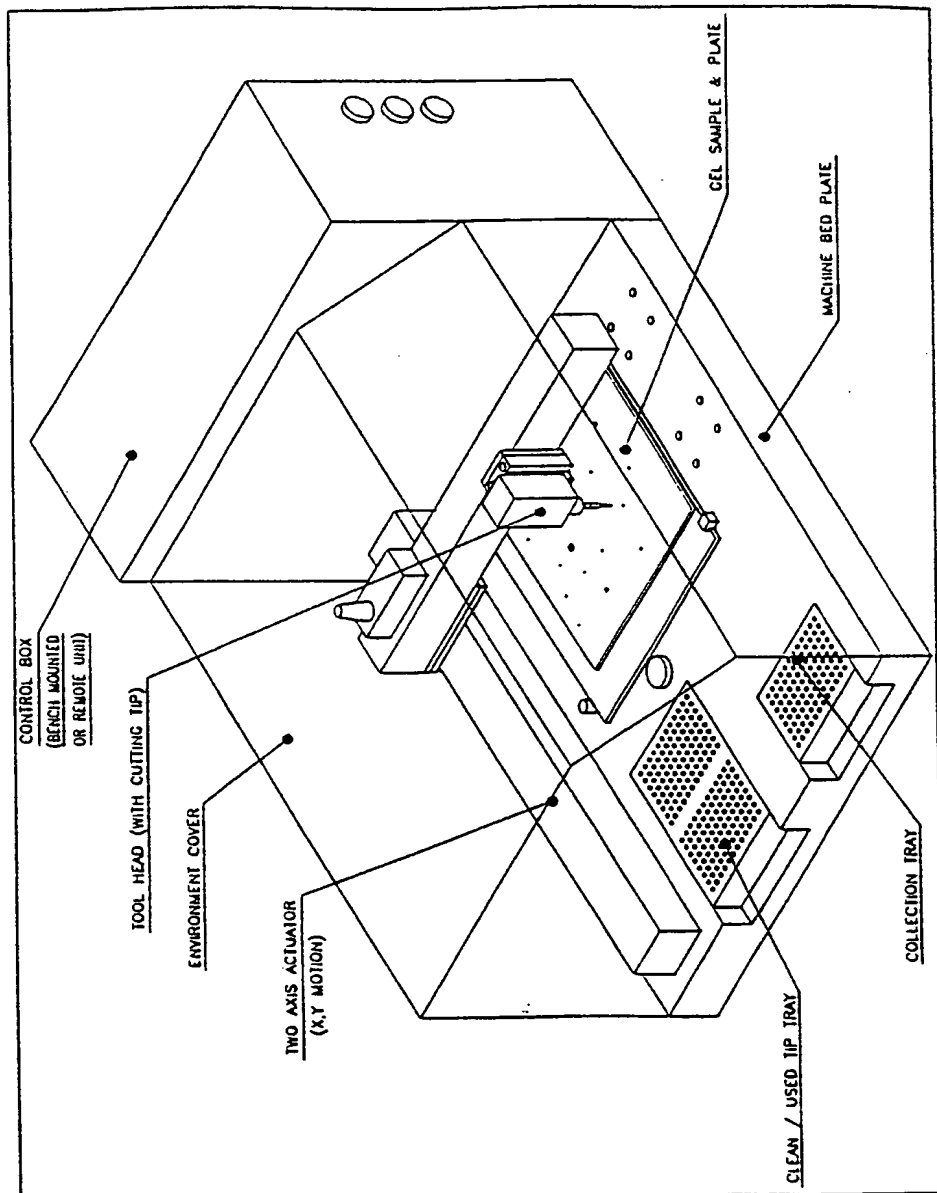 CONTROL BOX
(BENCH MOUNTED
OR REMOTE UNIT)
TOOL HEAD (WITH CUTTING TIP)
ENVIRONMENT COVER
TWO AXIS ACTUATOR
(X,Y MOTION)
CLEAN / USED TIP TRAY
COLLECTION TRAY
MACHINE BED PLATE
GEL SAMPLE & PLATE